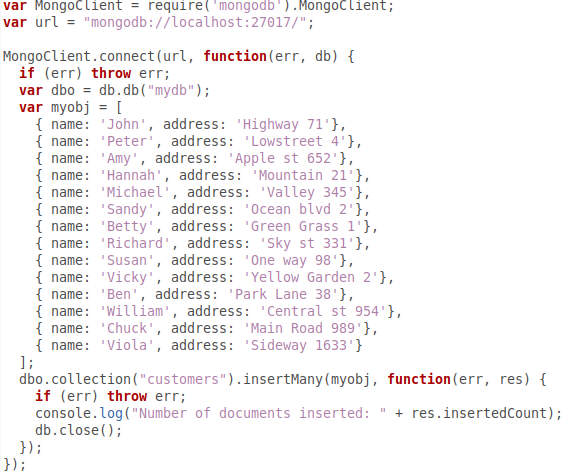 var MongoClient = require('mongodb').MongoClient;
var url = "mongodb://localhost:27017/";

MongoClient.connect(url, function(err, db) {
  if (err) throw err;
  var dbo = db.db("mydb");
  var myobj = [
    { name: 'John', address: 'Highway 71'},
    { name: 'Peter', address: 'Lowstreet 4'},
    { name: 'Amy', address: 'Apple st 652'},
    { name: 'Hannah', address: 'Mountain 21'},
    { name: 'Michael', address: 'Valley 345'},
    { name: 'Sandy', address: 'Ocean blvd 2'},
    { name: 'Betty', address: 'Green Grass 1'},
    { name: 'Richard', address: 'Sky st 331'},
    { name: 'Susan', address: 'One way 98'},
    { name: 'Vicky', address: 'Yellow Garden 2'},
    { name: 'Ben', address: 'Park Lane 38'},
    { name: 'William', address: 'Central st 954'},
    { name: 'Chuck', address: 'Main Road 989'},
    { name: 'Viola', address: 'Sideway 1633'}
  ];
  dbo.collection("customers").insertMany(myobj, function(err, res) {
    if (err) throw err;
    console.log("Number of documents inserted: " + res.insertedCount);
    db.close();
  });
});